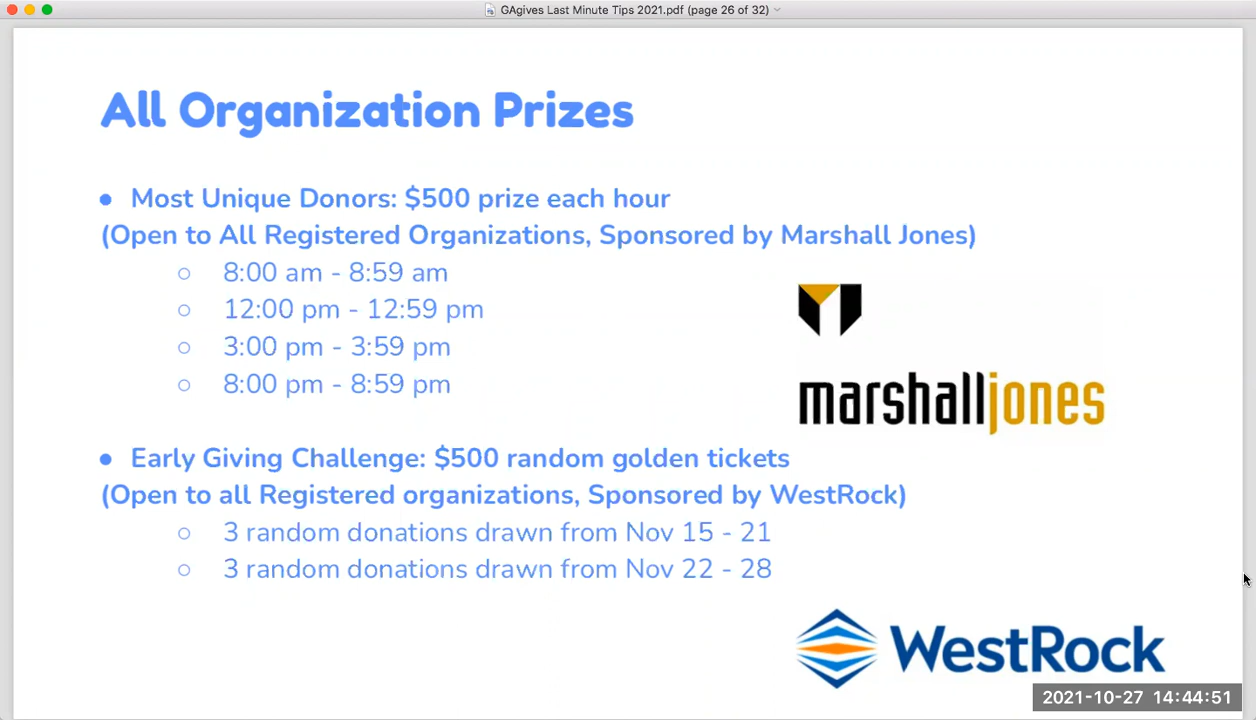 GAgives Last Minute Tips 2021.pdf (page 26 of 32)
All Organization Prizes
● Most Unique Donors: $500 prize each hour
(Open to All Registered Organizations, Sponsored by Marshall Jones)
○ 8:00 am - 8:59 am
○ 12:00 pm - 12:59 pm
○ 3:00 pm - 3:59 pm
○ 8:00 pm - 8:59 pm
marshalljones
● Early Giving Challenge: $500 random golden tickets
(Open to all Registered organizations, Sponsored by WestRock)
○ 3 random donations drawn from Nov 15 - 21
○ 3 random donations drawn from Nov 22 - 28
WestRock
2021-10-27 14:44:51